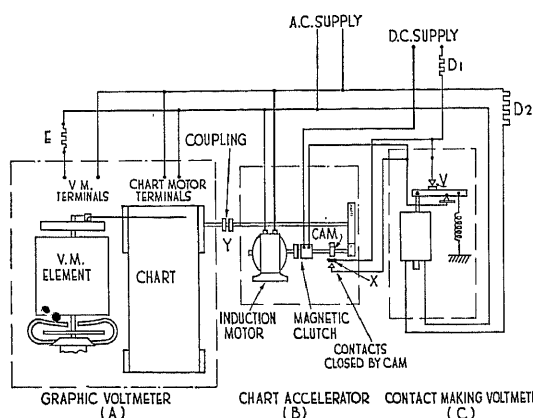 A.C. SUPPLY
D.C. SUPPLY
D1
D2
E
COUPLING
V.M. TERMINALS
CHART MOTOR TERMINALS
V
Y
CAM
V.M. ELEMENT
CHART
X
INDUCTION MOTOR
MAGNETIC CLUTCH
CONTACTS CLOSED BY CAM
GRAPHIC VOLTMETER
(A)
CHART ACCELERATOR
(B)
CONTACT MAKING VOLTMETER
(C)